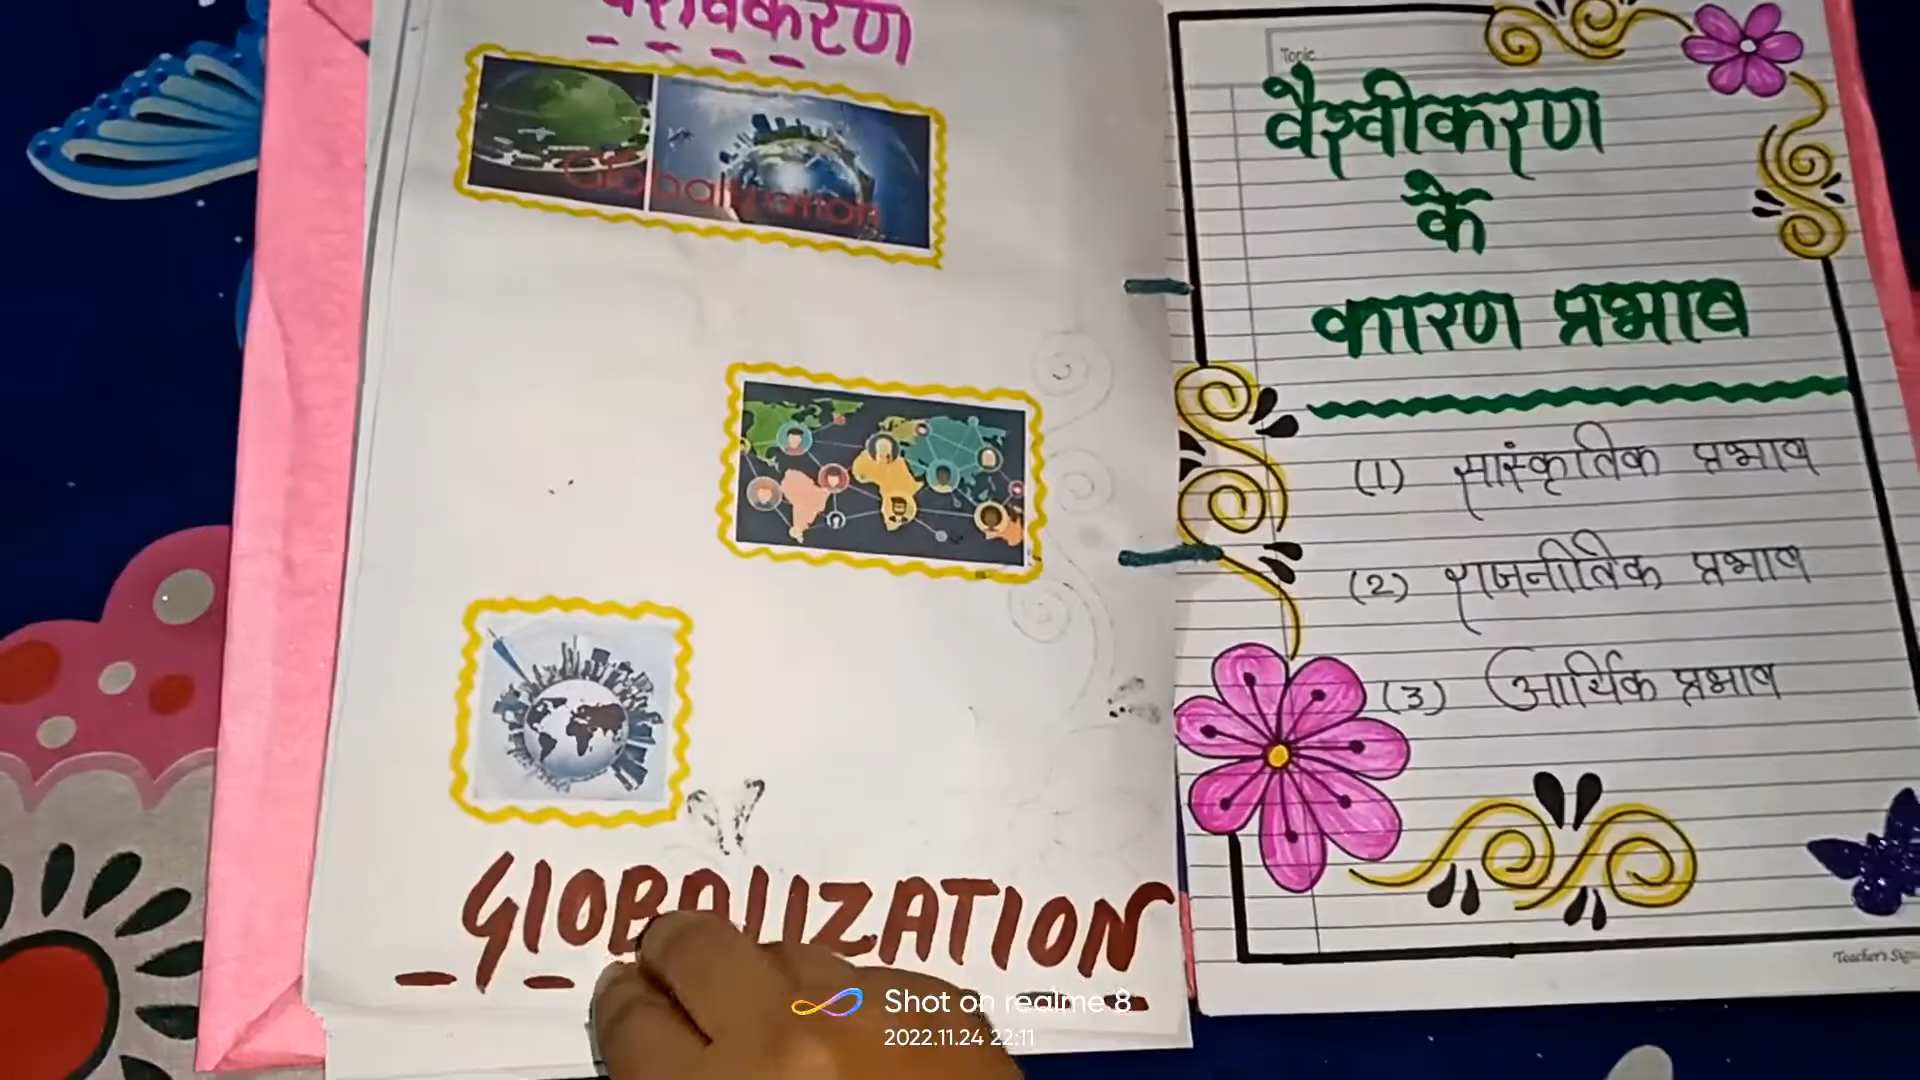 Globalization
GLOBALIZATION
Topic
वैश्वीकरण
के
कारण प्रभाव
(1) सांस्कृतिक प्रभाव
(2) राजनीतिक प्रभाव
(3) आर्थिक प्रभाव
Teacher's
Shot on realme 8
2022.11.24 22:11